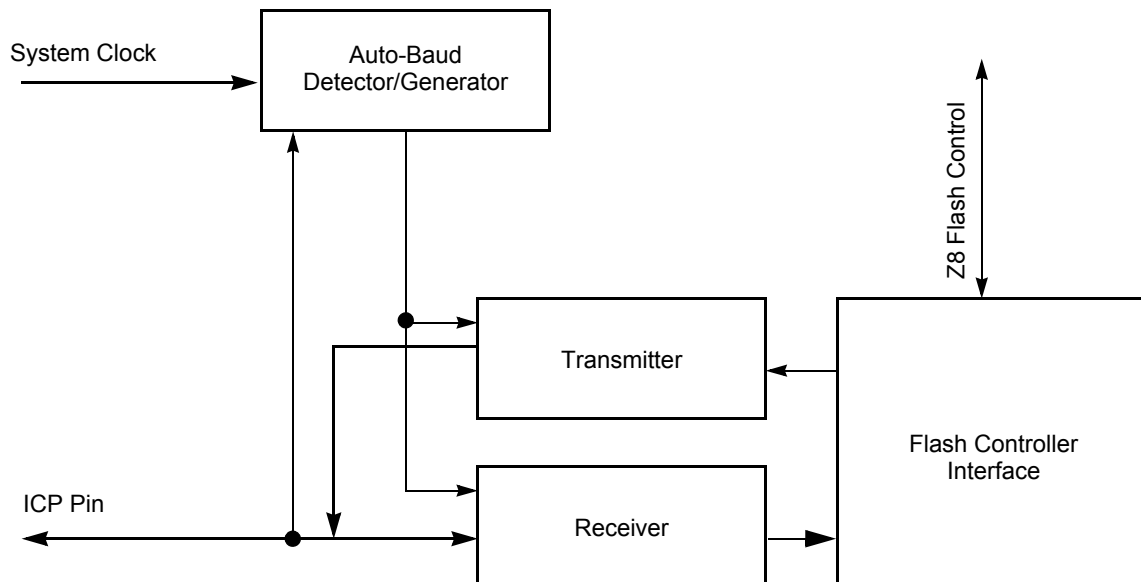 System Clock
Auto-Baud
Detector/Generator
Z8 Flash Control
Transmitter
Flash Controller
Interface
ICP Pin
Receiver